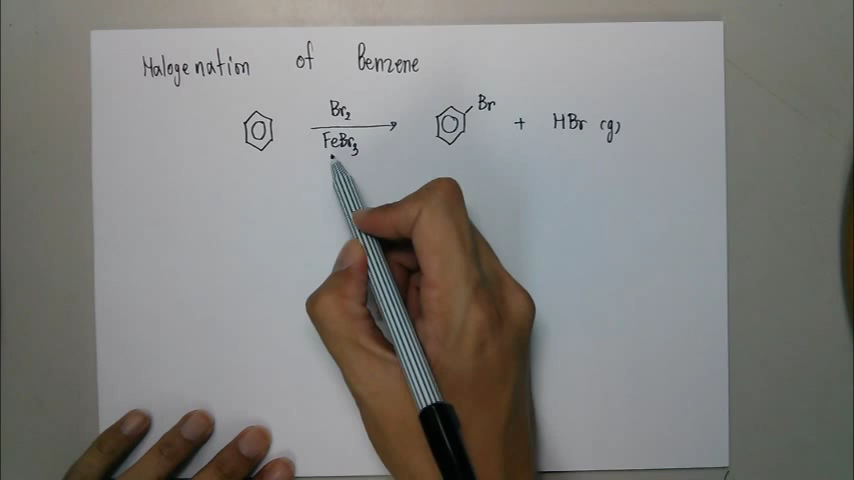 Halogenation of Benzene
Br₂
FeBr₃
Br
+ HBr (g)